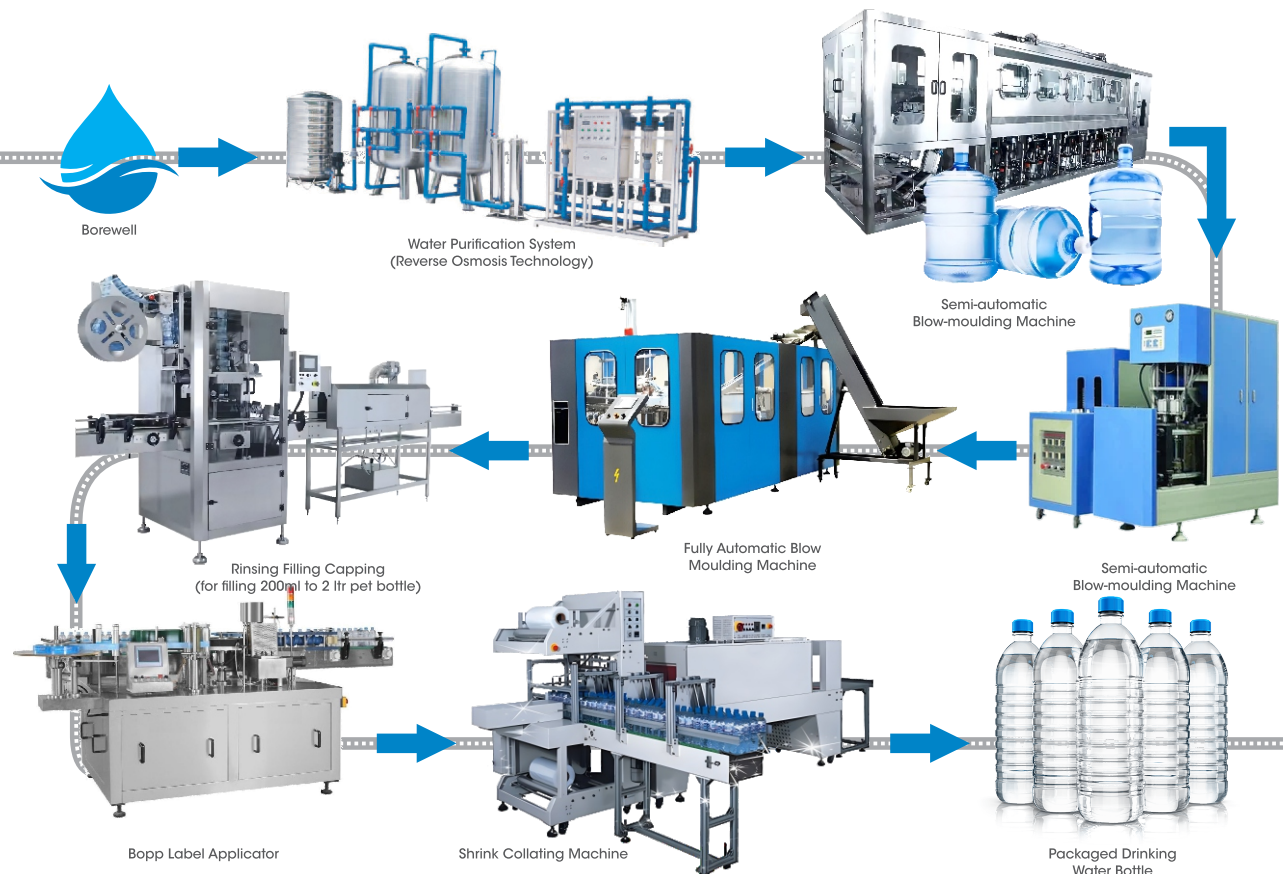 Borewell
Water Purification System
(Reverse Osmosis Technology)
Semi-automatic
Blow-moulding Machine
Semi-automatic
Blow-moulding Machine
Fully Automatic Blow
Moulding Machine
Rinsing Filling Capping
(for filling 200ml to 2 ltr pet bottle)
Bopp Label Applicator
Shrink Collating Machine
Packaged Drinking
Water Bottle